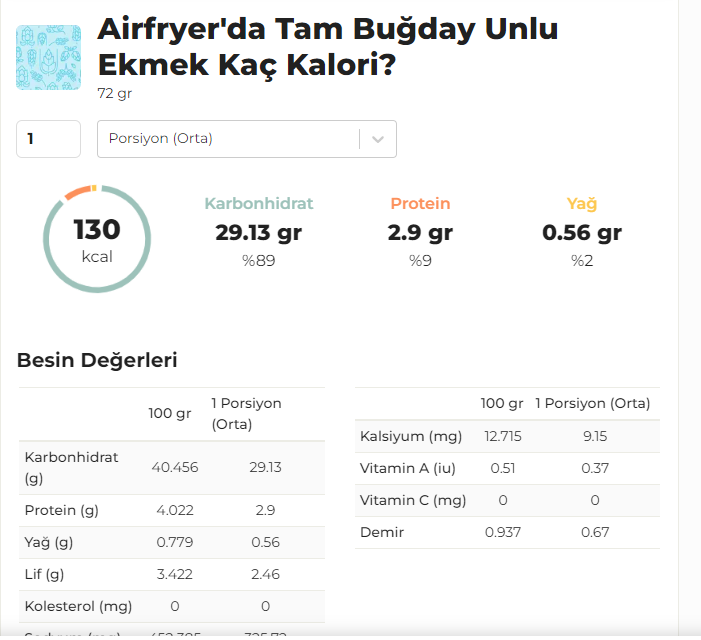 Airfryer'da Tam Buğday Unlu
Ekmek Kaç Kalori?
72 gr
1
Porsiyon (Orta)
130
kcal
Karbonhidrat
29.13 gr
%89
Protein
2.9 gr
%9
Yağ
0.56 gr
%2
Besin Değerleri
100 gr 1 Porsiyon
(Orta)
Karbonhidrat
(g) 40.456 29.13
Protein (g) 4.022 2.9
Yağ (g) 0.779 0.56
Lif (g) 3.422 2.46
Kolesterol (mg) 0 0
100 gr 1 Porsiyon (Orta)
Kalsiyum (mg) 12.715 9.15
Vitamin A (iu) 0.51 0.37
Vitamin C (mg) 0 0
Demir 0.937 0.67